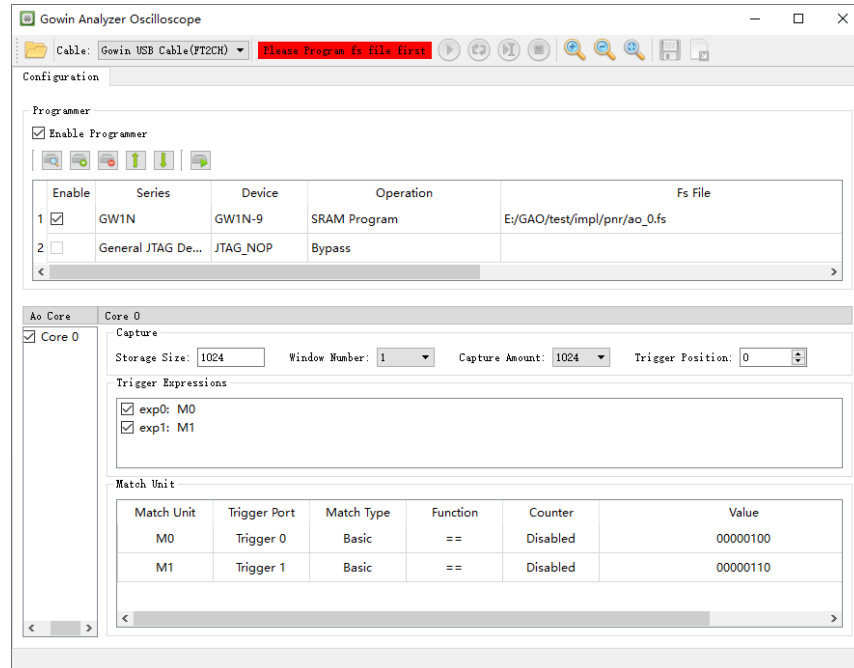 Gowin Analyzer Oscilloscope
Cable: Gowin USB Cable(FT2CH) Please Program fs file first
Configuration
Programmer
Enable Programmer
Enable Series Device Operation Fs File
1 GW1N GW1N-9 SRAM Program E:/GAO/test/impl/pnr/ao_0.fs
2 General JTAG De... JTAG_NOP Bypass
Ao Core Core 0
Core 0
Capture
Storage Size: 1024 Window Number: 1 Capture Amount: 1024 Trigger Position: 0
Trigger Expressions
exp0: M0
exp1: M1
Match Unit
Match Unit Trigger Port Match Type Function Counter Value
M0 Trigger 0 Basic == Disabled 00000100
M1 Trigger 1 Basic == Disabled 00000110